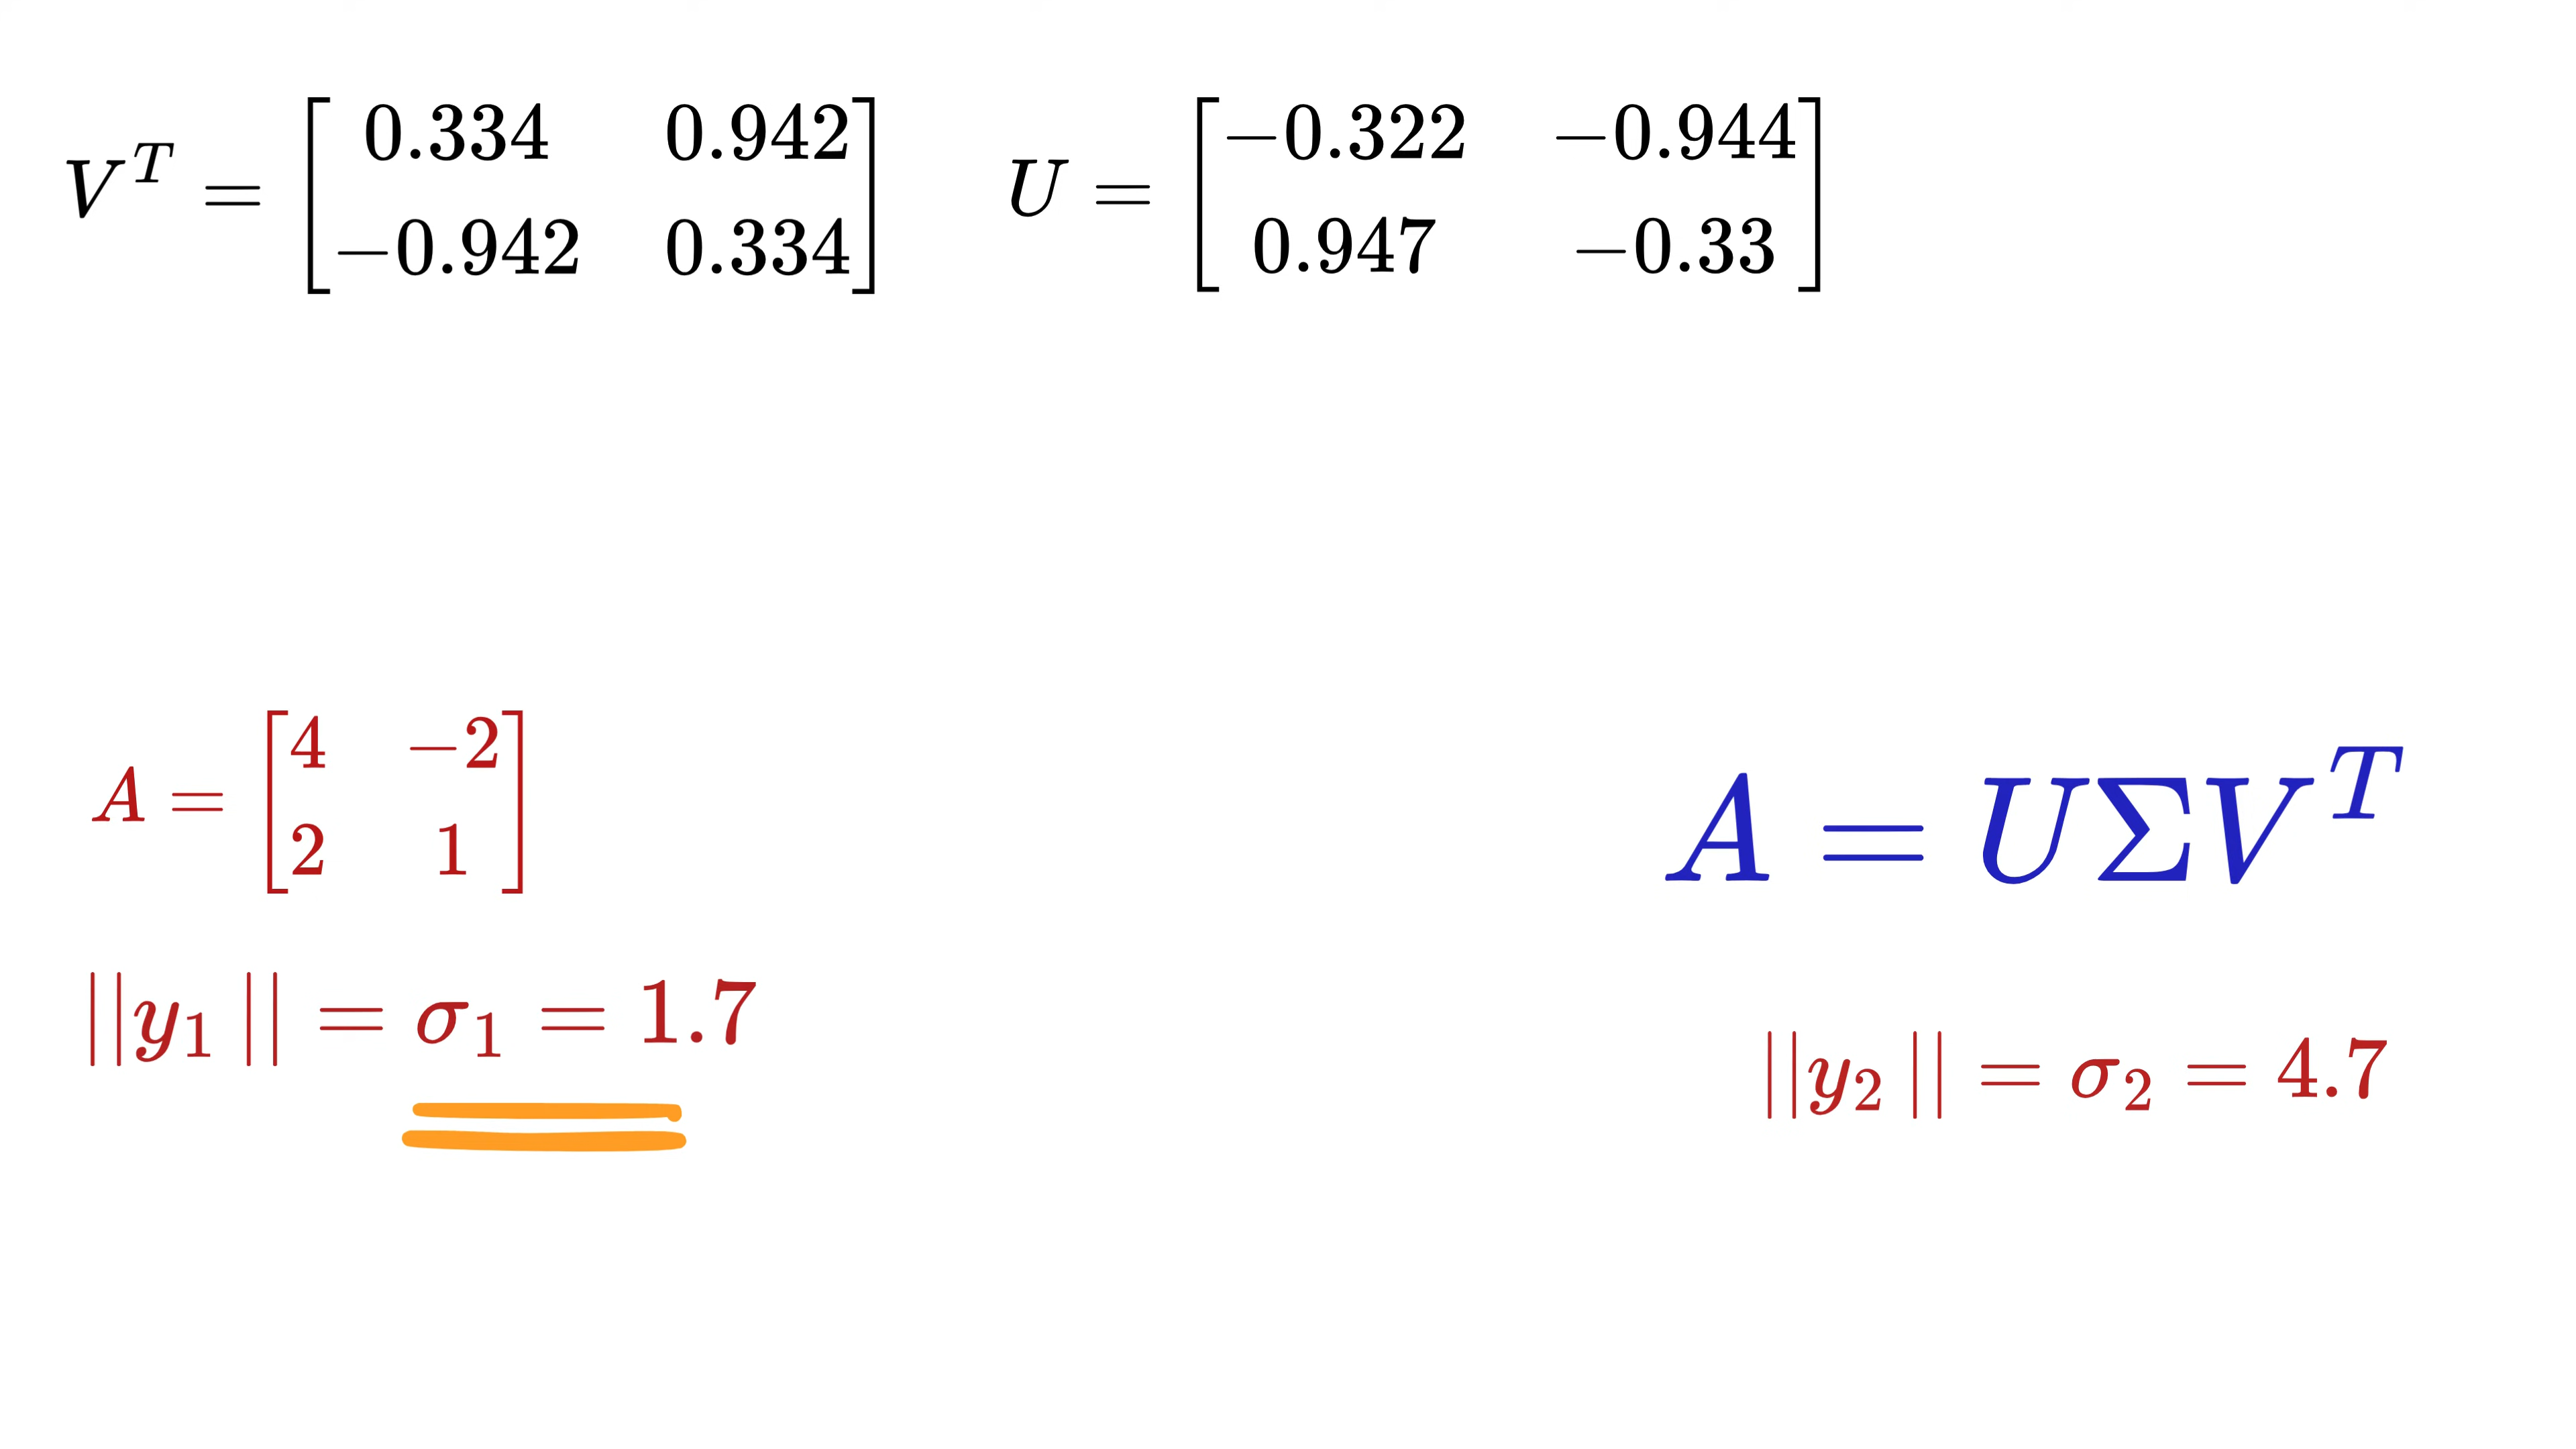 V^T = [0.334 0.942; −0.942 0.334]
U = [−0.322 −0.944; 0.947 −0.33]
A = [4 −2; 2 1]
A = UΣV^T
||y₁|| = σ₁ = 1.7
||y₂|| = σ₂ = 4.7